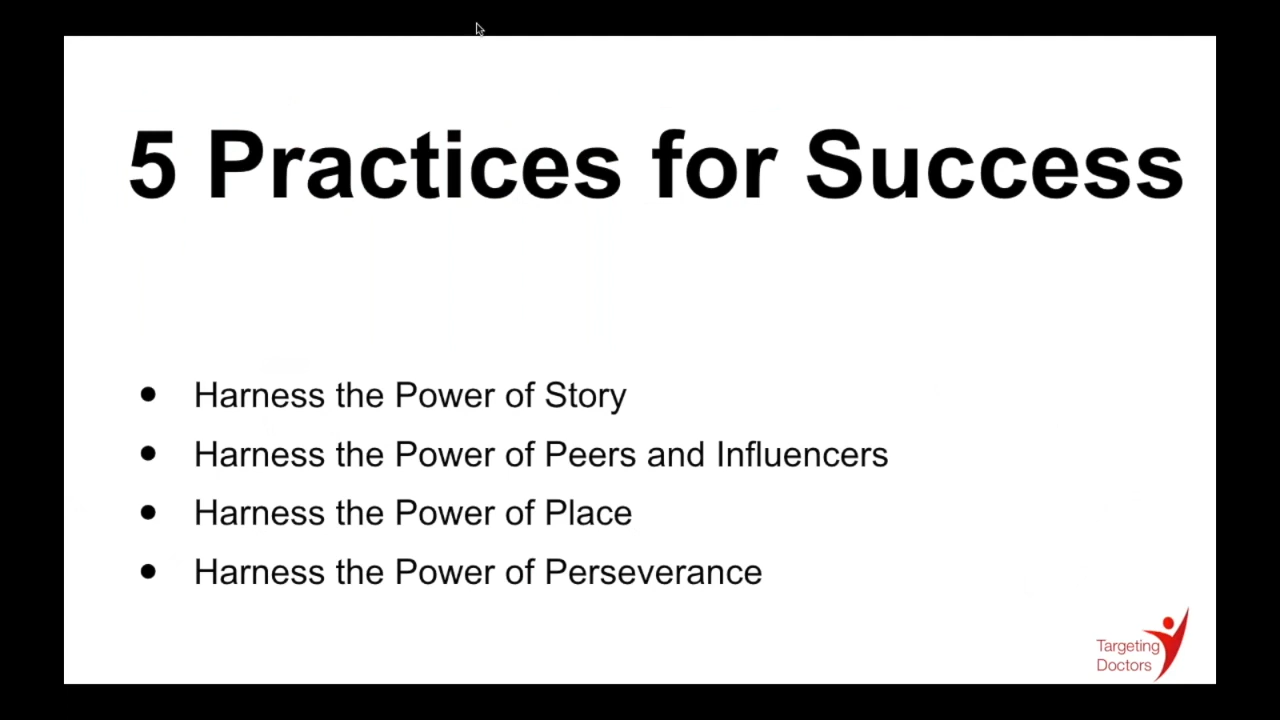 5 Practices for Success
● Harness the Power of Story
● Harness the Power of Peers and Influencers
● Harness the Power of Place
● Harness the Power of Perseverance
Targeting
Doctors